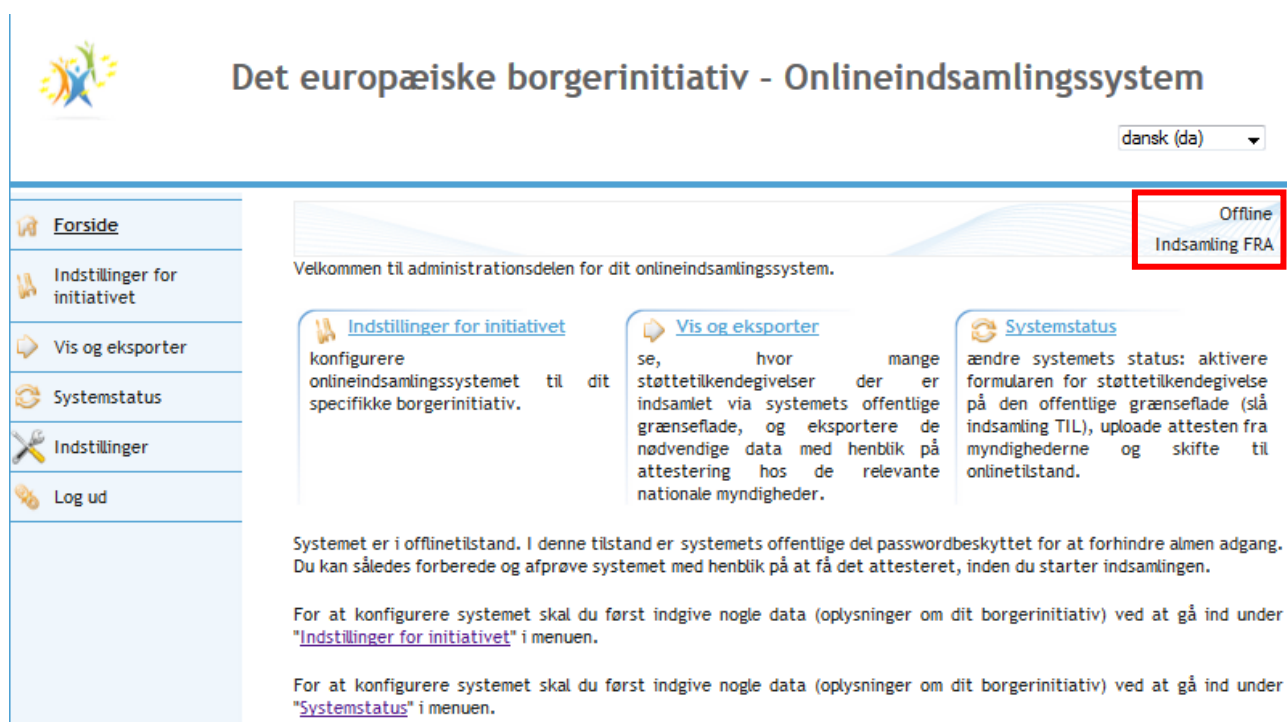 Det europæiske borgerinitiativ - Onlineindsamlingssystem
dansk (da)
Forside
Indstillinger for
initiativet
Vis og eksporter
Systemstatus
Indstillinger
Log ud
Offline
Indsamling FRA
Velkommen til administrationsdelen for dit onlineindsamlingssystem.
Indstillinger for initiativet
konfigurere
onlineindsamlingssystemet til dit
specifikke borgerinitiativ.
Vis og eksporter
se, hvor mange
støttetilkendegivelser der er
indsamlet via systemets offentlige
grænseflade, og eksportere de
nødvendige data med henblik på
attestering hos de relevante
nationale myndigheder.
Systemstatus
ændre systemets status: aktivere
formularen for støttetilkendegivelse
på den offentlige grænseflade (slå
indsamling TIL), uploade attesten fra
myndighederne og skifte til
onlinetilstand.
Systemet er i offlinetilstand. I denne tilstand er systemets offentlige del passwordbeskyttet for at forhindre almen adgang.
Du kan således forberede og afprøve systemet med henblik på at få det attesteret, inden du starter indsamlingen.
For at konfigurere systemet skal du først indgive nogle data (oplysninger om dit borgerinitiativ) ved at gå ind under
"Indstillinger for initiativet" i menuen.
For at konfigurere systemet skal du først indgive nogle data (oplysninger om dit borgerinitiativ) ved at gå ind under
"Systemstatus" i menuen.